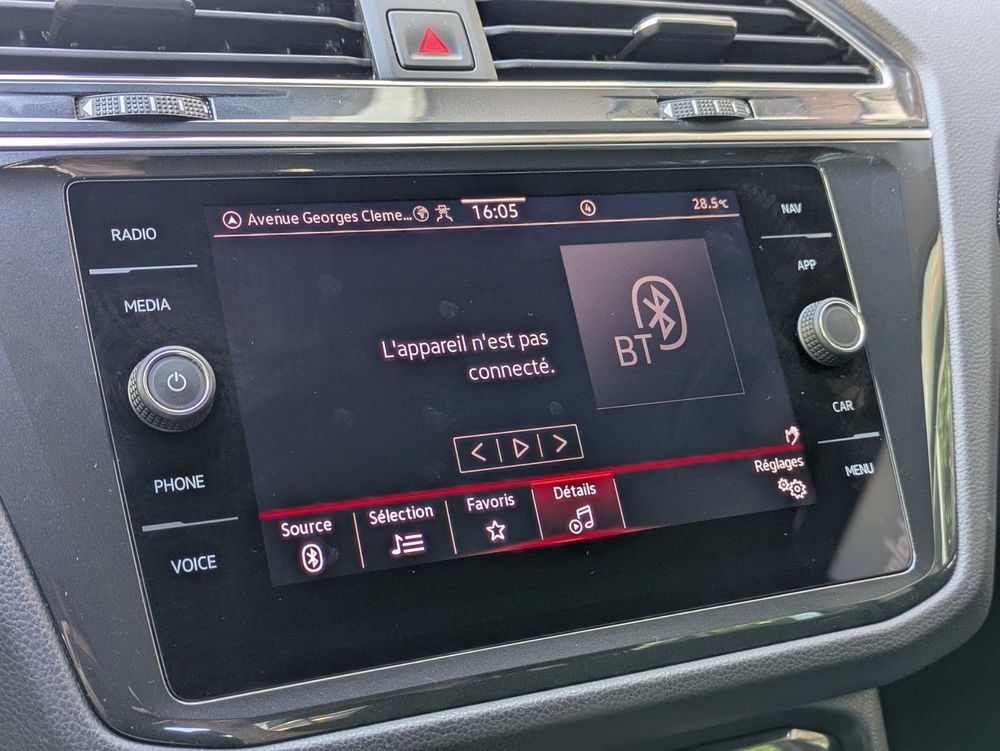 Avenue Georges Cleme... 16:05 4 28.5°C
RADIO
MEDIA
PHONE
VOICE
L'appareil n'est pas
connecté.
BT
Source
Sélection
Favoris
Détails
Réglages
NAV
APP
CAR
MENU